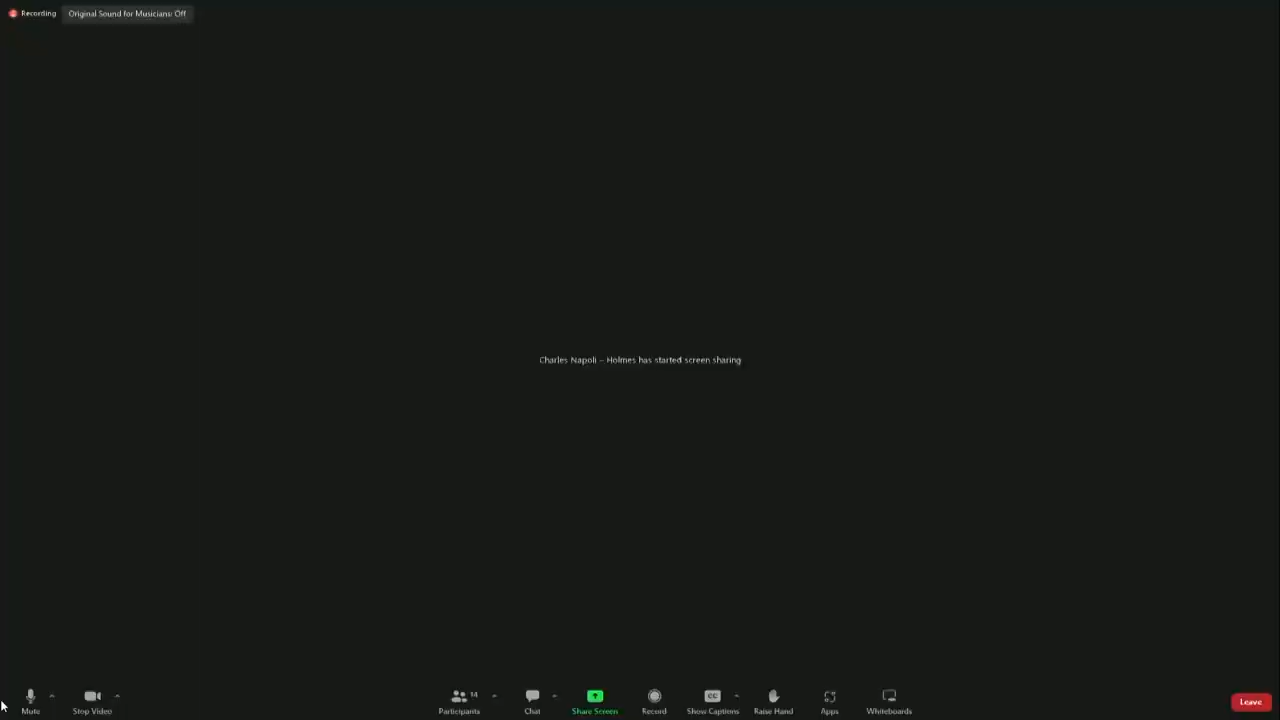 Recording
Original Sound for Musicians: Off
Charles Napoli -- Holmes has started screen sharing
Mute
Stop Video
14
Participants
Chat
Share Screen
Record
CC
Show Captions
Raise Hand
Apps
Whiteboards
Leave